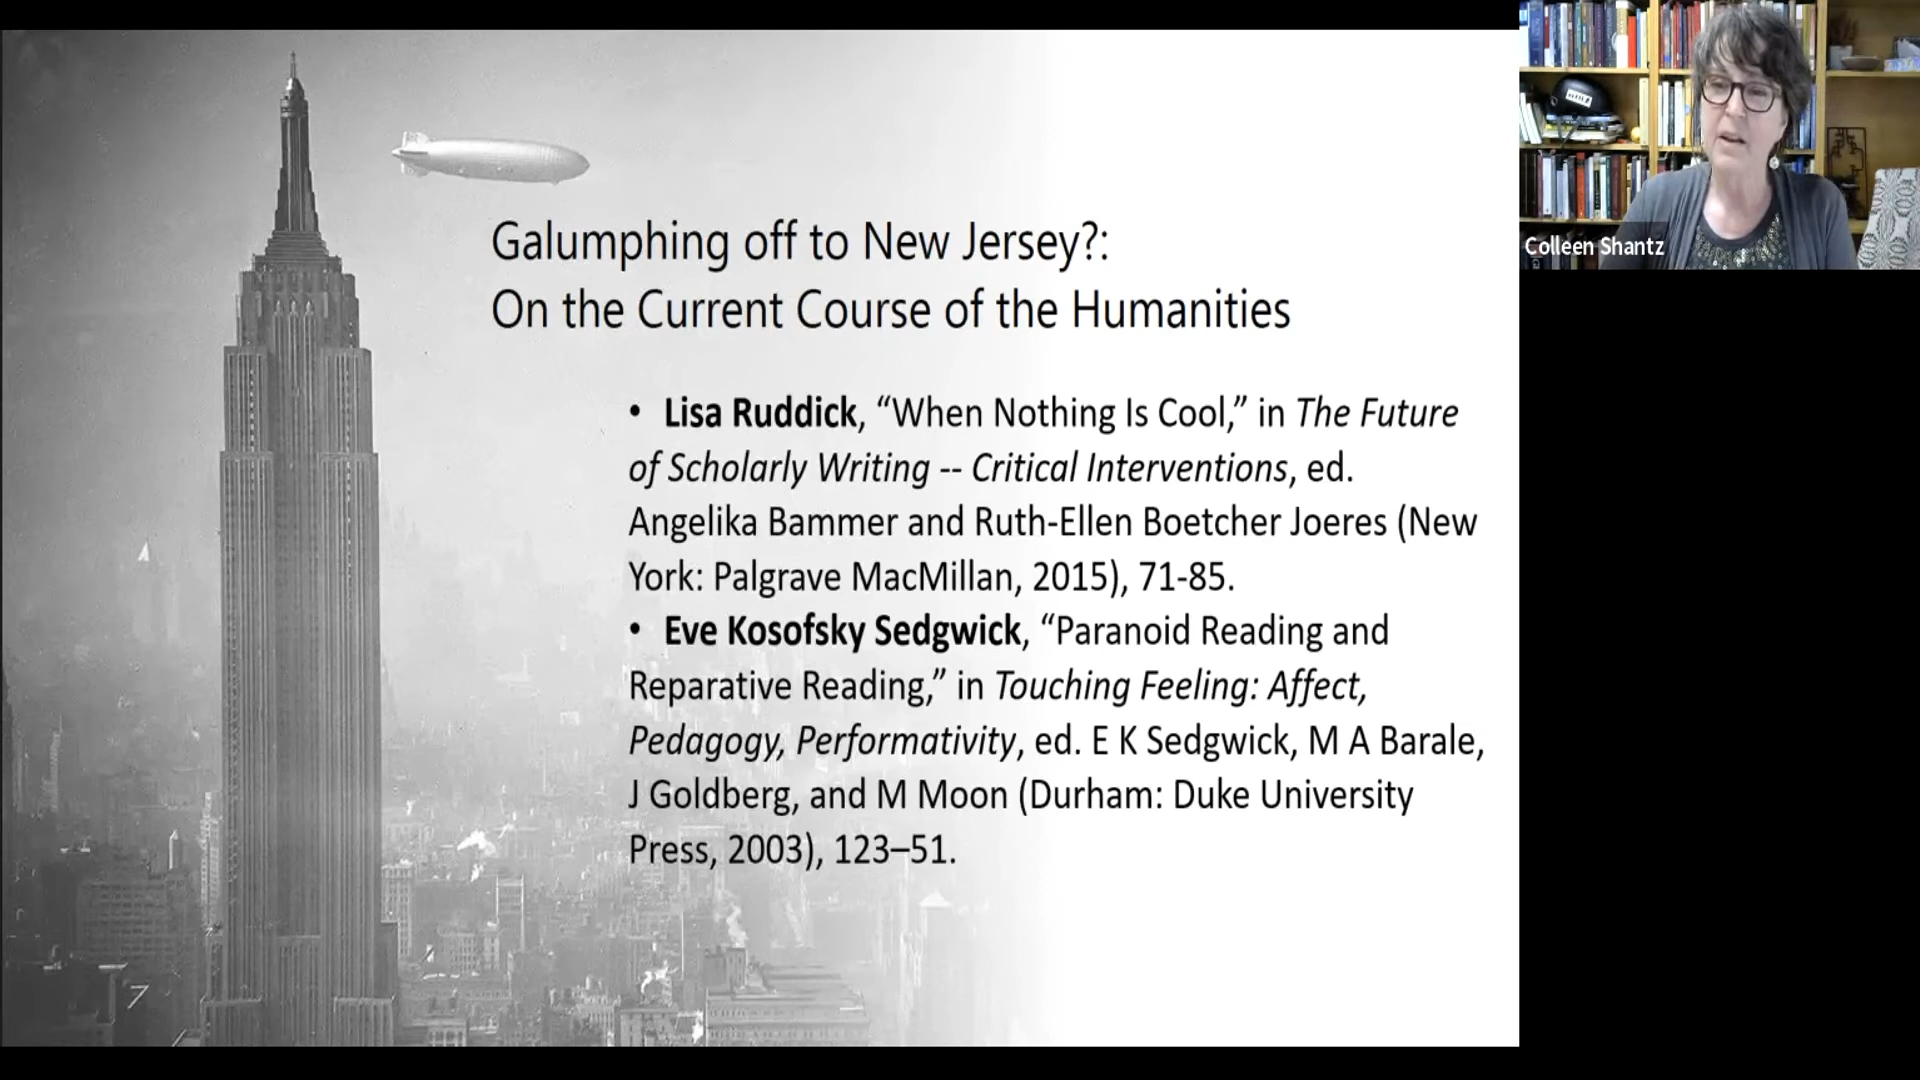 Galumphing off to New Jersey?:
On the Current Course of the Humanities
• Lisa Ruddick, “When Nothing Is Cool,” in The Future
of Scholarly Writing -- Critical Interventions, ed.
Angelika Bammer and Ruth-Ellen Boetcher Joeres (New
York: Palgrave MacMillan, 2015), 71-85.
• Eve Kosofsky Sedgwick, “Paranoid Reading and
Reparative Reading,” in Touching Feeling: Affect,
Pedagogy, Performativity, ed. E K Sedgwick, M A Barale,
J Goldberg, and M Moon (Durham: Duke University
Press, 2003), 123–51.
7
Colleen Shantz